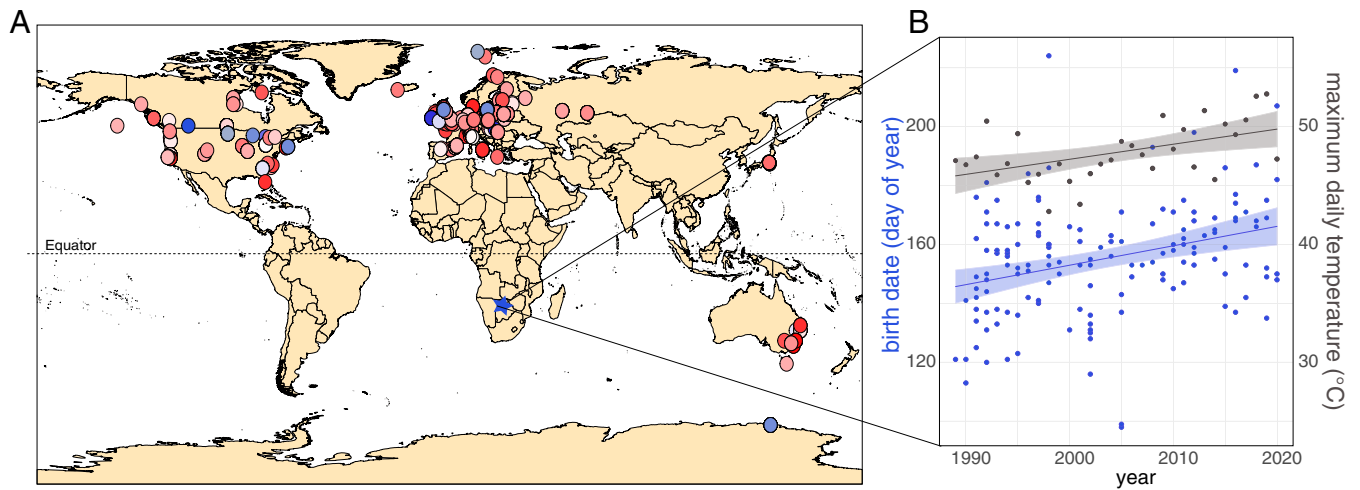 A
B
Equator
birth date (day of year)
200
160
120
50
40
30
maximum daily temperature (°C)
1990
2000
2010
2020
year